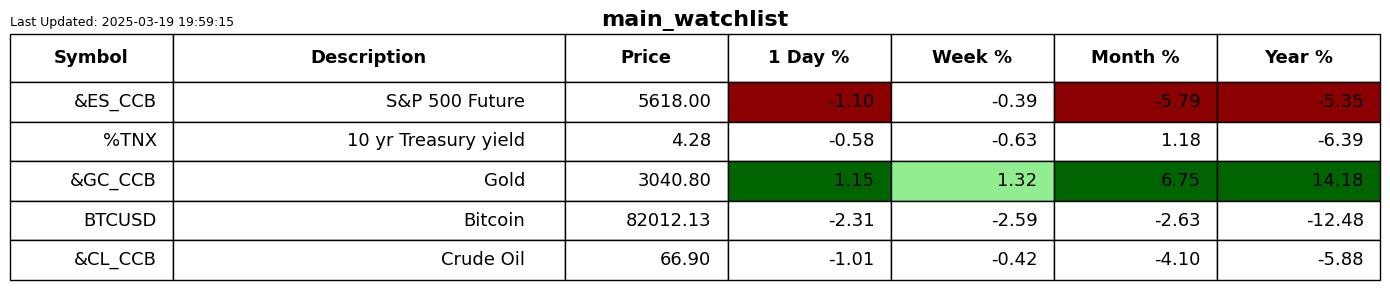 Last Updated: 2025-03-19 19:59:15
main_watchlist
Symbol Description Price 1 Day % Week % Month % Year %
&ES_CCB S&P 500 Future 5618.00 -1.10 -0.39 -5.79 -5.35
%TNX 10 yr Treasury yield 4.28 -0.58 -0.63 1.18 -6.39
&GC_CCB Gold 3040.80 1.15 1.32 6.75 14.18
BTCUSD Bitcoin 82012.13 -2.31 -2.59 -2.63 -12.48
&CL_CCB Crude Oil 66.90 -1.01 -0.42 -4.10 -5.88